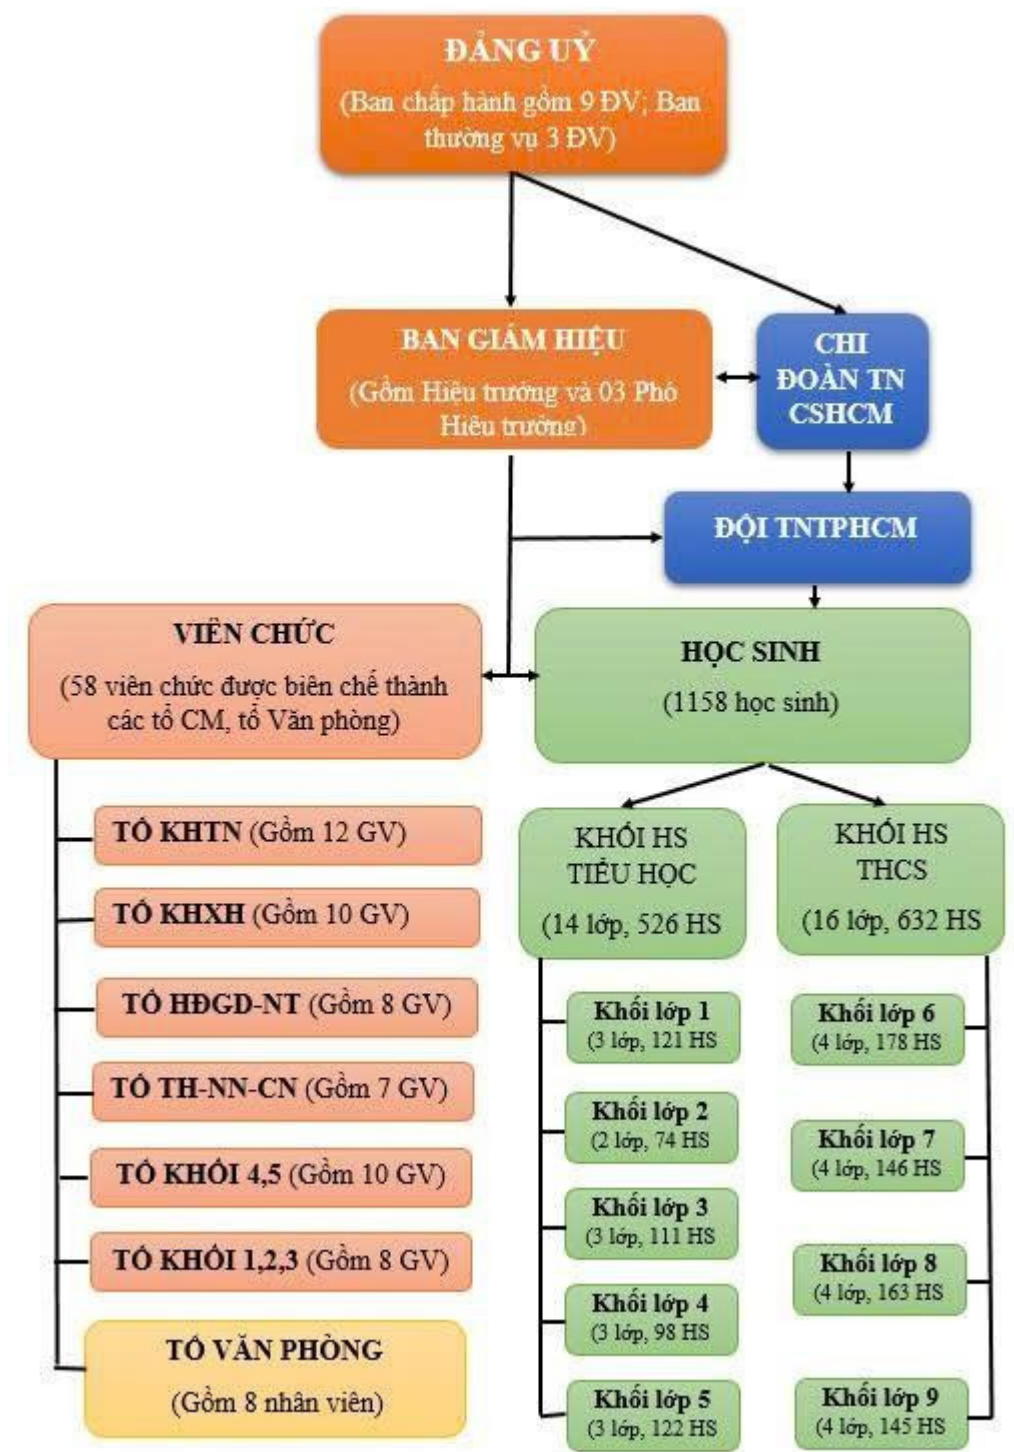 ĐẢNG UỶ
(Ban chấp hành gồm 9 ĐV; Ban
thường vụ 3 ĐV)
BAN GIÁM HIỆU
(Gồm Hiệu trưởng và 03 Phó
Hiệu trưởng)
CHI
ĐOÀN TN
CSHCM
ĐỘI TNTPHCM
VIÊN CHỨC
(58 viên chức được biên chế thành
các tổ CM, tổ Văn phòng)
HỌC SINH
(1158 học sinh)
TỔ KHTN (Gồm 12 GV)
TỔ KHXH (Gồm 10 GV)
TỔ HĐGD-NT (Gồm 8 GV)
TỔ TH-NN-CN (Gồm 7 GV)
TỔ KHỐI 4,5 (Gồm 10 GV)
TỔ KHỐI 1,2,3 (Gồm 8 GV)
TỔ VĂN PHÒNG
(Gồm 8 nhân viên)
KHỐI HS
TIỂU HỌC
(14 lớp, 526 HS
Khối lớp 1
(3 lớp, 121 HS
Khối lớp 2
(2 lớp, 74 HS
Khối lớp 3
(3 lớp, 111 HS
Khối lớp 4
(3 lớp, 98 HS
Khối lớp 5
(3 lớp, 122 HS
KHỐI HS
THCS
(16 lớp, 632 HS
Khối lớp 6
(4 lớp, 178 HS
Khối lớp 7
(4 lớp, 146 HS
Khối lớp 8
(4 lớp, 163 HS
Khối lớp 9
(4 lớp, 145 HS